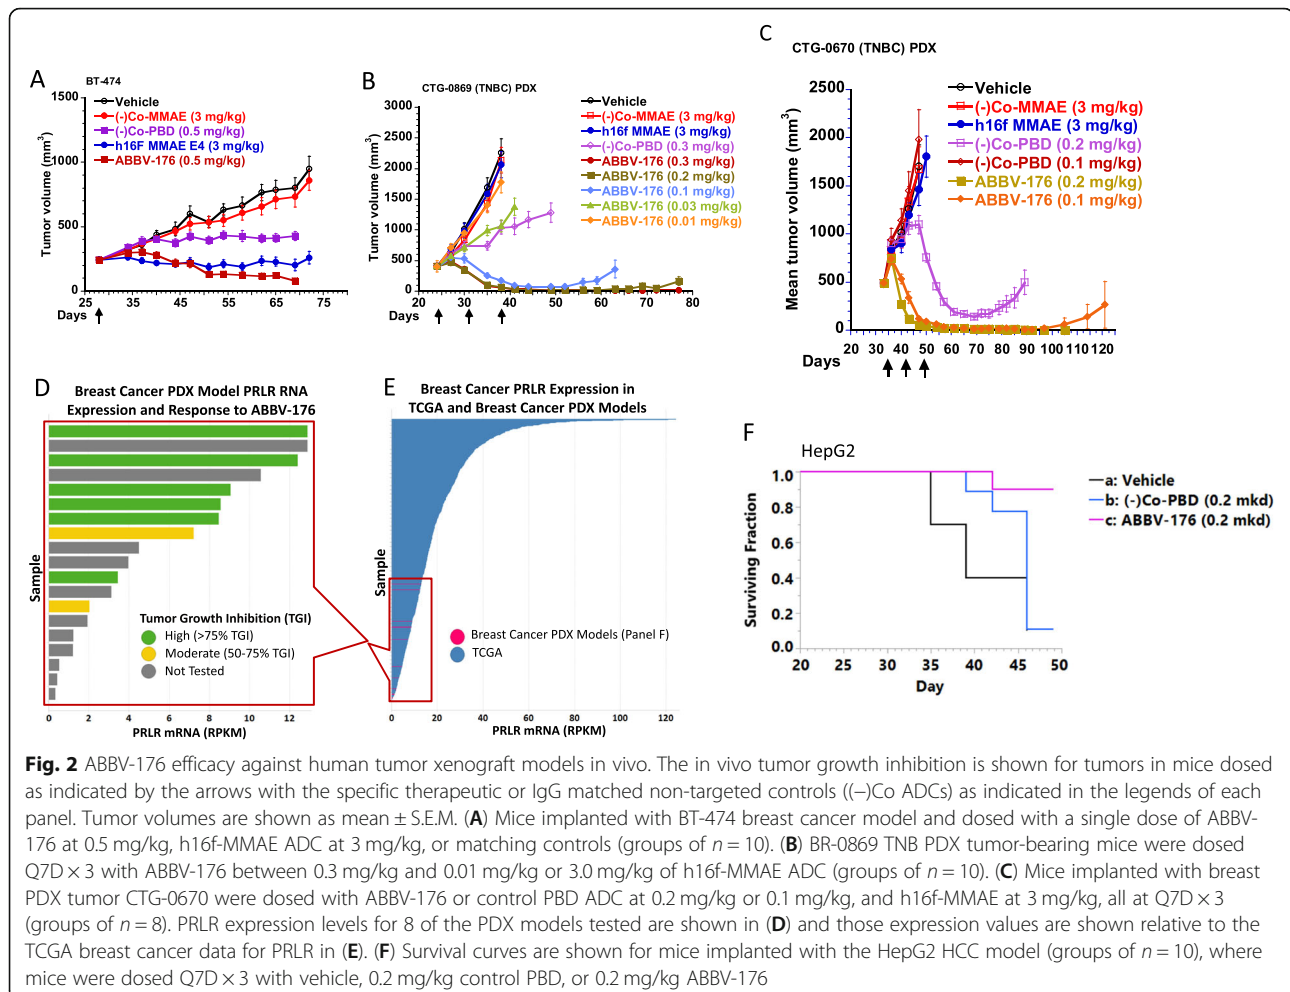 A
BT-474
Tumor volume (mm3)
1500
1000
500
0
Vehicle
(-)Co-MMAE (3 mg/kg)
(-)Co-PBD (0.5 mg/kg)
h16F MMAE E4 (3 mg/kg)
ABBV-176 (0.5 mg/kg)
25 35 45 55 65 75
Days
B
CTG-0869 (TNBC) PDX
Tumor volume (mm3)
3000
2500
2000
1500
1000
500
0
Vehicle
(-)Co-MMAE (3 mg/kg)
h16f MMAE (3 mg/kg)
(-)Co-PBD (0.3 mg/kg)
ABBV-176 (0.3 mg/kg)
ABBV-176 (0.2 mg/kg)
ABBV-176 (0.1 mg/kg)
ABBV-176 (0.03 mg/kg)
ABBV-176 (0.01 mg/kg)
20 30 40 50 60 70 80
Days
C
CTG-0670 (TNBC) PDX
Mean tumor volume (mm3)
2500
2000
1500
1000
500
0
Vehicle
(-)Co-MMAE (3 mg/kg)
h16f MMAE (3 mg/kg)
(-)Co-PBD (0.2 mg/kg)
(-)Co-PBD (0.1 mg/kg)
ABBV-176 (0.2 mg/kg)
ABBV-176 (0.1 mg/kg)
20 30 40 50 60 70 80 90 100 110 120
Days
D
Breast Cancer PDX Model PRLR RNA
Expression and Response to ABBV-176
Sample
Tumor Growth Inhibition (TGI)
High (>75% TGI)
Moderate (50-75% TGI)
Not Tested
0 2 4 6 8 10 12
PRLR mRNA (RPKM)
E
Breast Cancer PRLR Expression in
TCGA and Breast Cancer PDX Models
Sample
Breast Cancer PDX Models (Panel F)
TCGA
0 20 40 60 80 100 120
PRLR mRNA (RPKM)
F
HepG2
Surviving Fraction
1.0
0.8
0.6
0.4
0.2
0.0
20 25 30 35 40 45 50
Day
a: Vehicle
b: (-)Co-PBD (0.2 mkd)
c: ABBV-176 (0.2 mkd)
Fig. 2 ABBV-176 efficacy against human tumor xenograft models in vivo. The in vivo tumor growth inhibition is shown for tumors in mice dosed
as indicated by the arrows with the specific therapeutic or IgG matched non-targeted controls ((−)Co ADCs) as indicated in the legends of each
panel. Tumor volumes are shown as mean ± S.E.M. (A) Mice implanted with BT-474 breast cancer model and dosed with a single dose of ABBV-
176 at 0.5 mg/kg, h16f-MMAE ADC at 3 mg/kg, or matching controls (groups of n = 10). (B) BR-0869 TNB PDX tumor-bearing mice were dosed
Q7D × 3 with ABBV-176 between 0.3 mg/kg and 0.01 mg/kg or 3.0 mg/kg of h16f-MMAE ADC (groups of n = 10). (C) Mice implanted with breast
PDX tumor CTG-0670 were dosed with ABBV-176 or control PBD ADC at 0.2 mg/kg or 0.1 mg/kg, and h16f-MMAE at 3 mg/kg, all at Q7D × 3
(groups of n = 8). PRLR expression levels for 8 of the PDX models tested are shown in (D) and those expression values are shown relative to the
TCGA breast cancer data for PRLR in (E). (F) Survival curves are shown for mice implanted with the HepG2 HCC model (groups of n = 10), where
mice were dosed Q7D × 3 with vehicle, 0.2 mg/kg control PBD, or 0.2 mg/kg ABBV-176